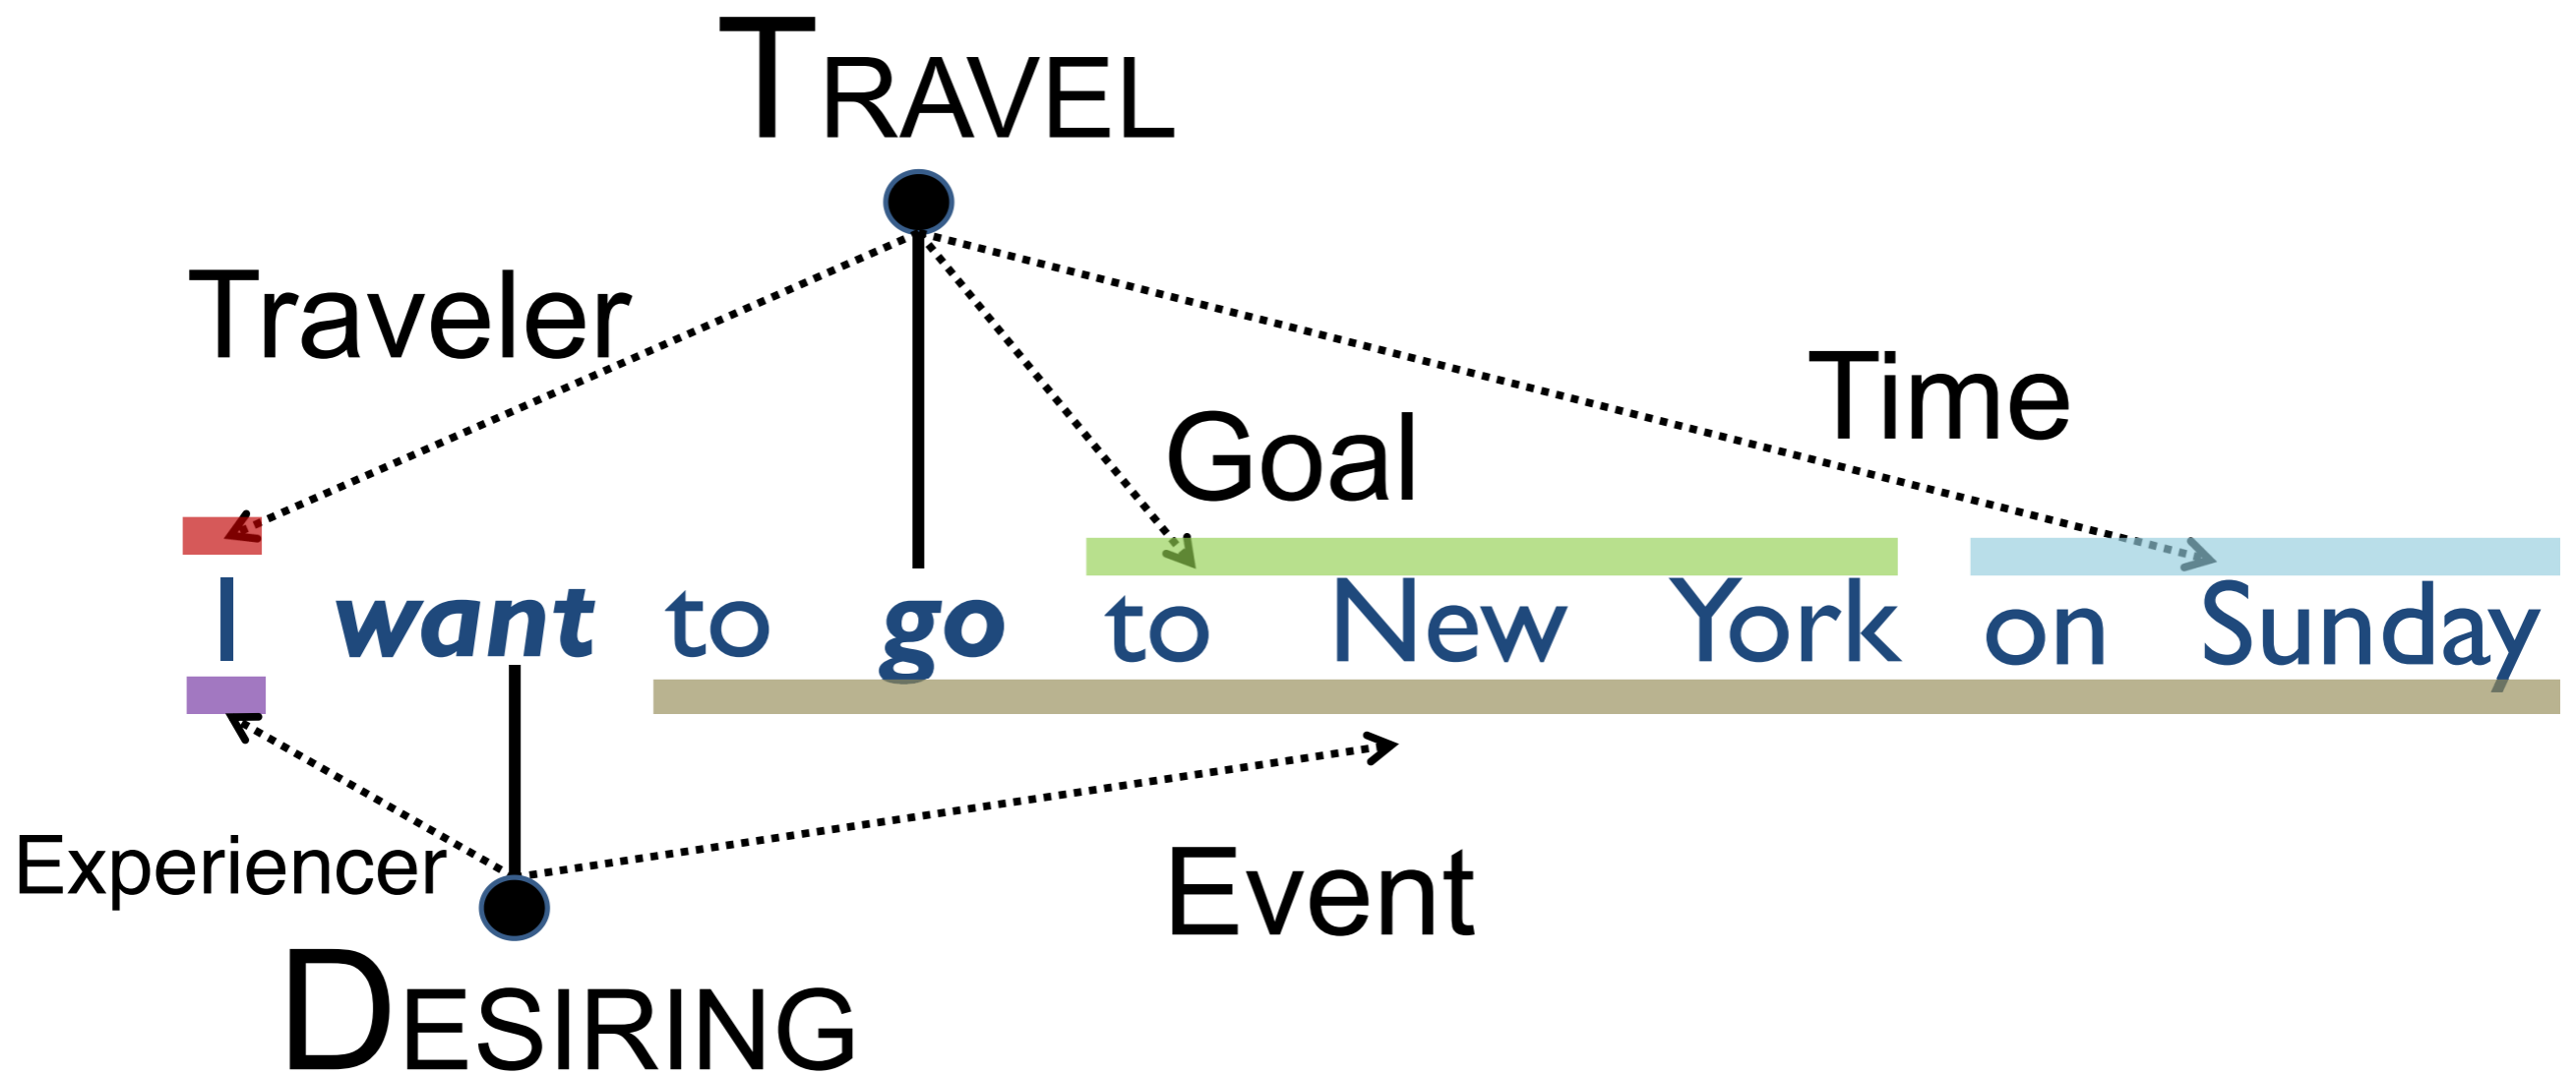 TRAVEL
Traveler
Time
Goal
I want to go to New York on Sunday
Experiencer
Event
DESIRING